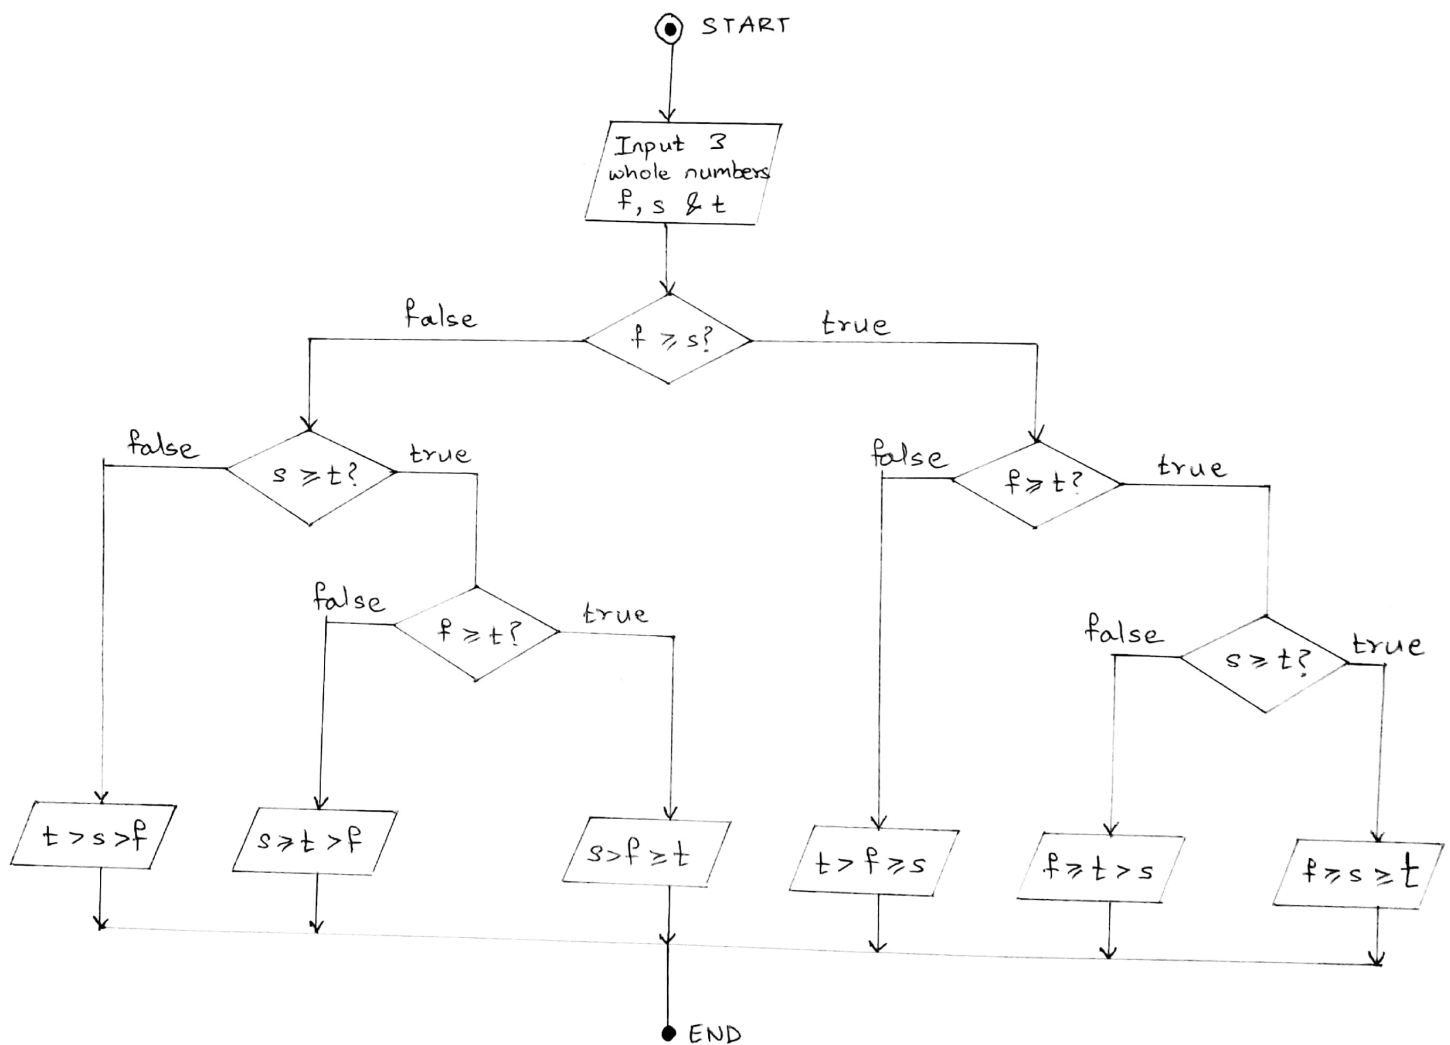 START
Input 3
whole numbers
f, s & t
f ⩾ s?
false
true
s ⩾ t?
false
true
f ⩾ t?
false
true
f ⩾ t?
false
true
s ⩾ t?
false
true
t > s > f
s ⩾ t > f
s > f ⩾ t
t > f ⩾ s
f ⩾ t > s
f ⩾ s ⩾ t
END